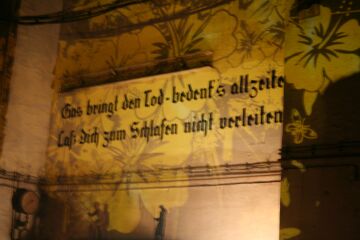 Gas bringt den Tod-bedenk's allzeit
Laß dich zum Schlafen nicht verleiten